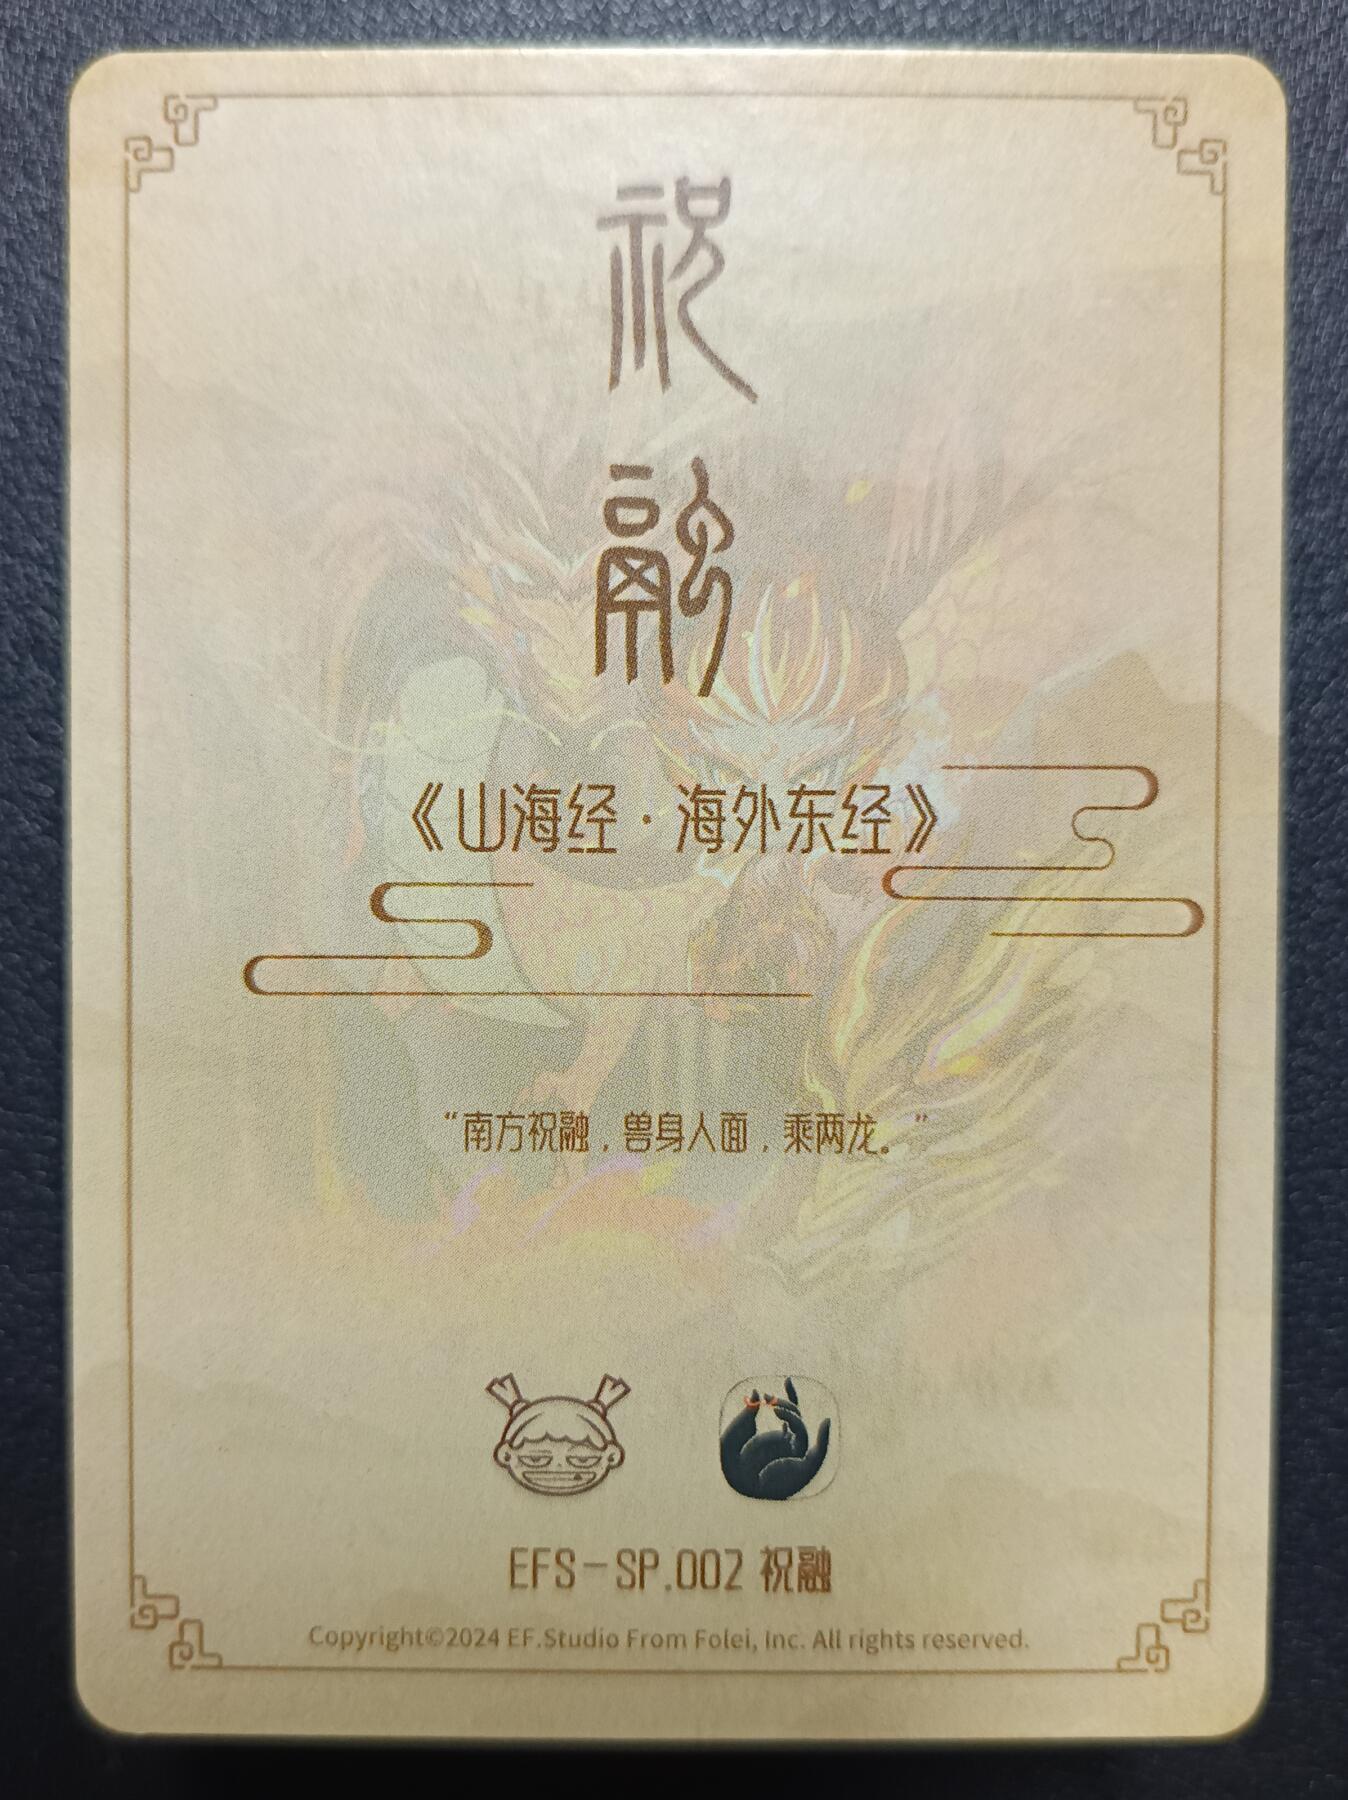 祝
融
《山海经·海外东经》
“南方祝融，兽身人面，乘两龙。”
EFS-SP.002 祝融
Copyright©2024 EF.Studio From Folei, Inc. All rights reserved.